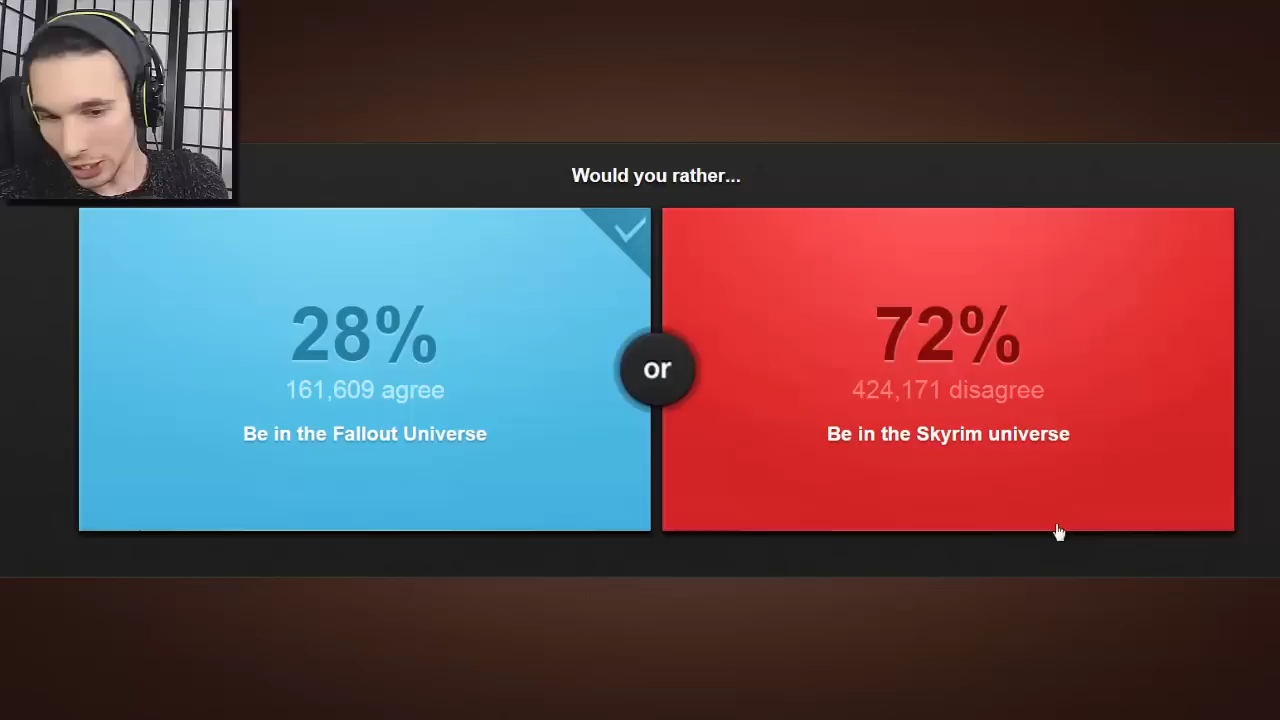 Would you rather...
28%
161,609 agree
Be in the Fallout Universe
or
72%
424,171 disagree
Be in the Skyrim universe